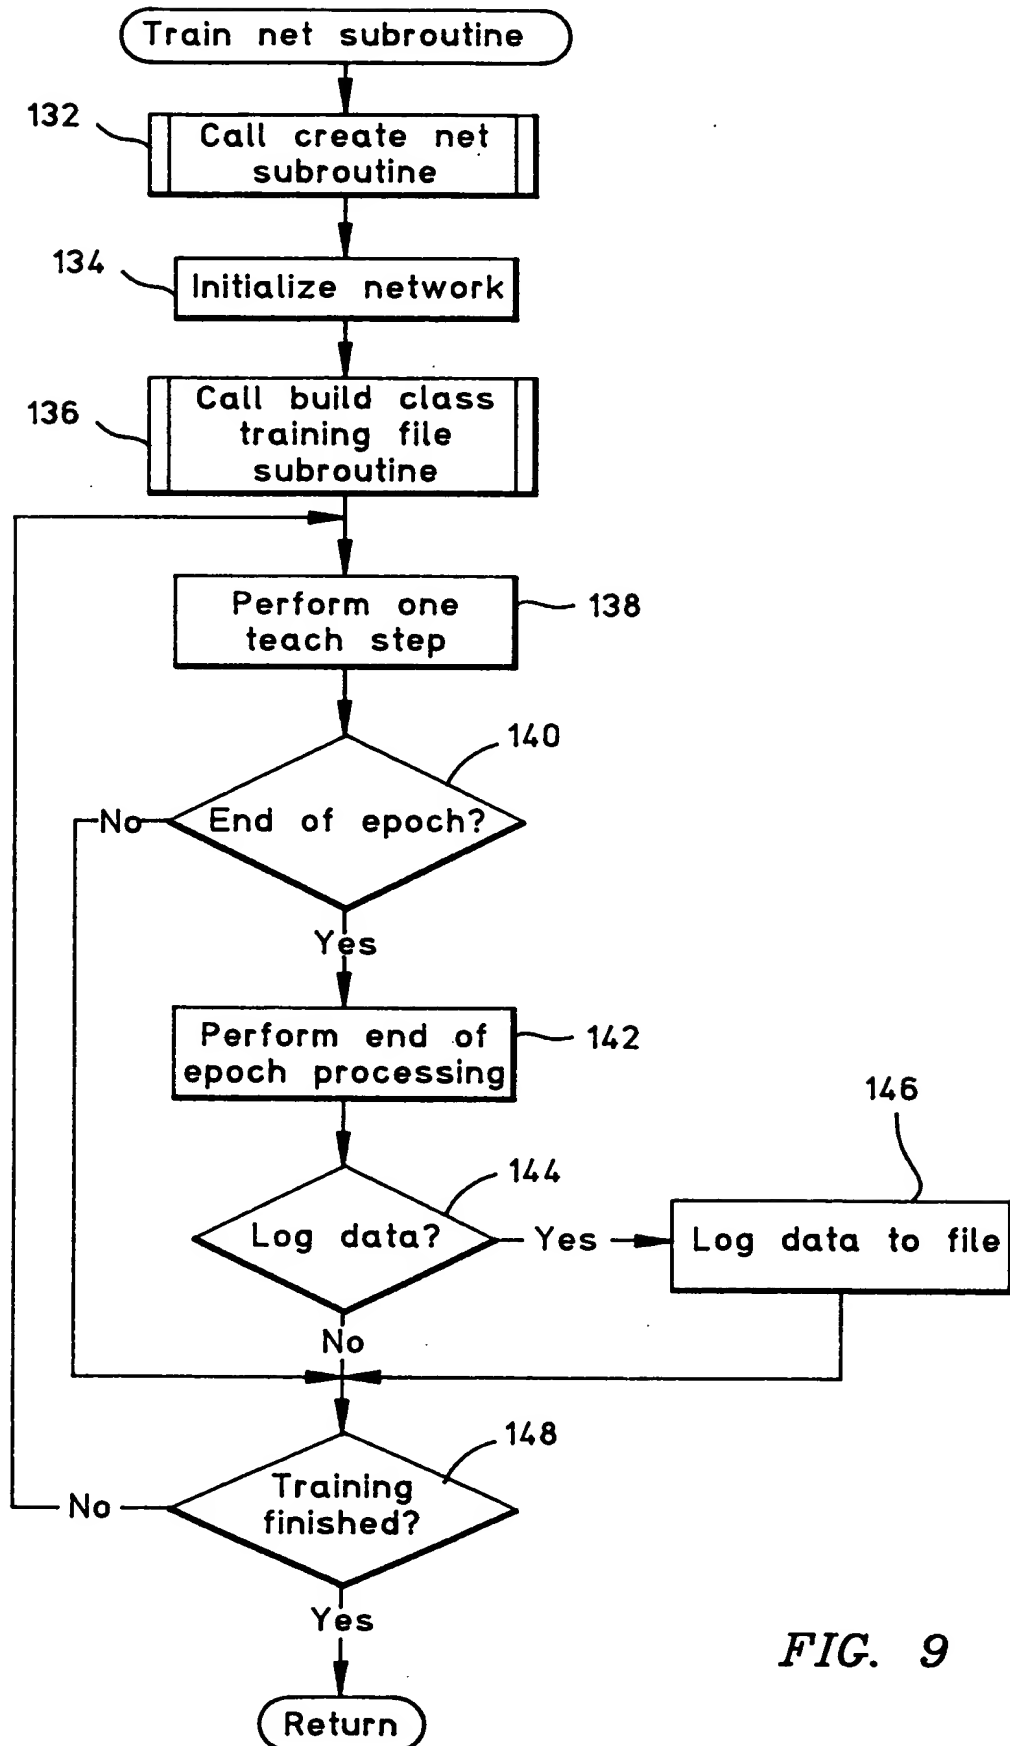 Train net subroutine
132
Call create net
subroutine
134
Initialize network
136
Call build class
training file
subroutine
Perform one
teach step
138
140
No
End of epoch?
Yes
Perform end of
epoch processing
142
146
144
Log data?
Yes
Log data to file
No
148
Training
finished?
No
Yes
FIG. 9
Return